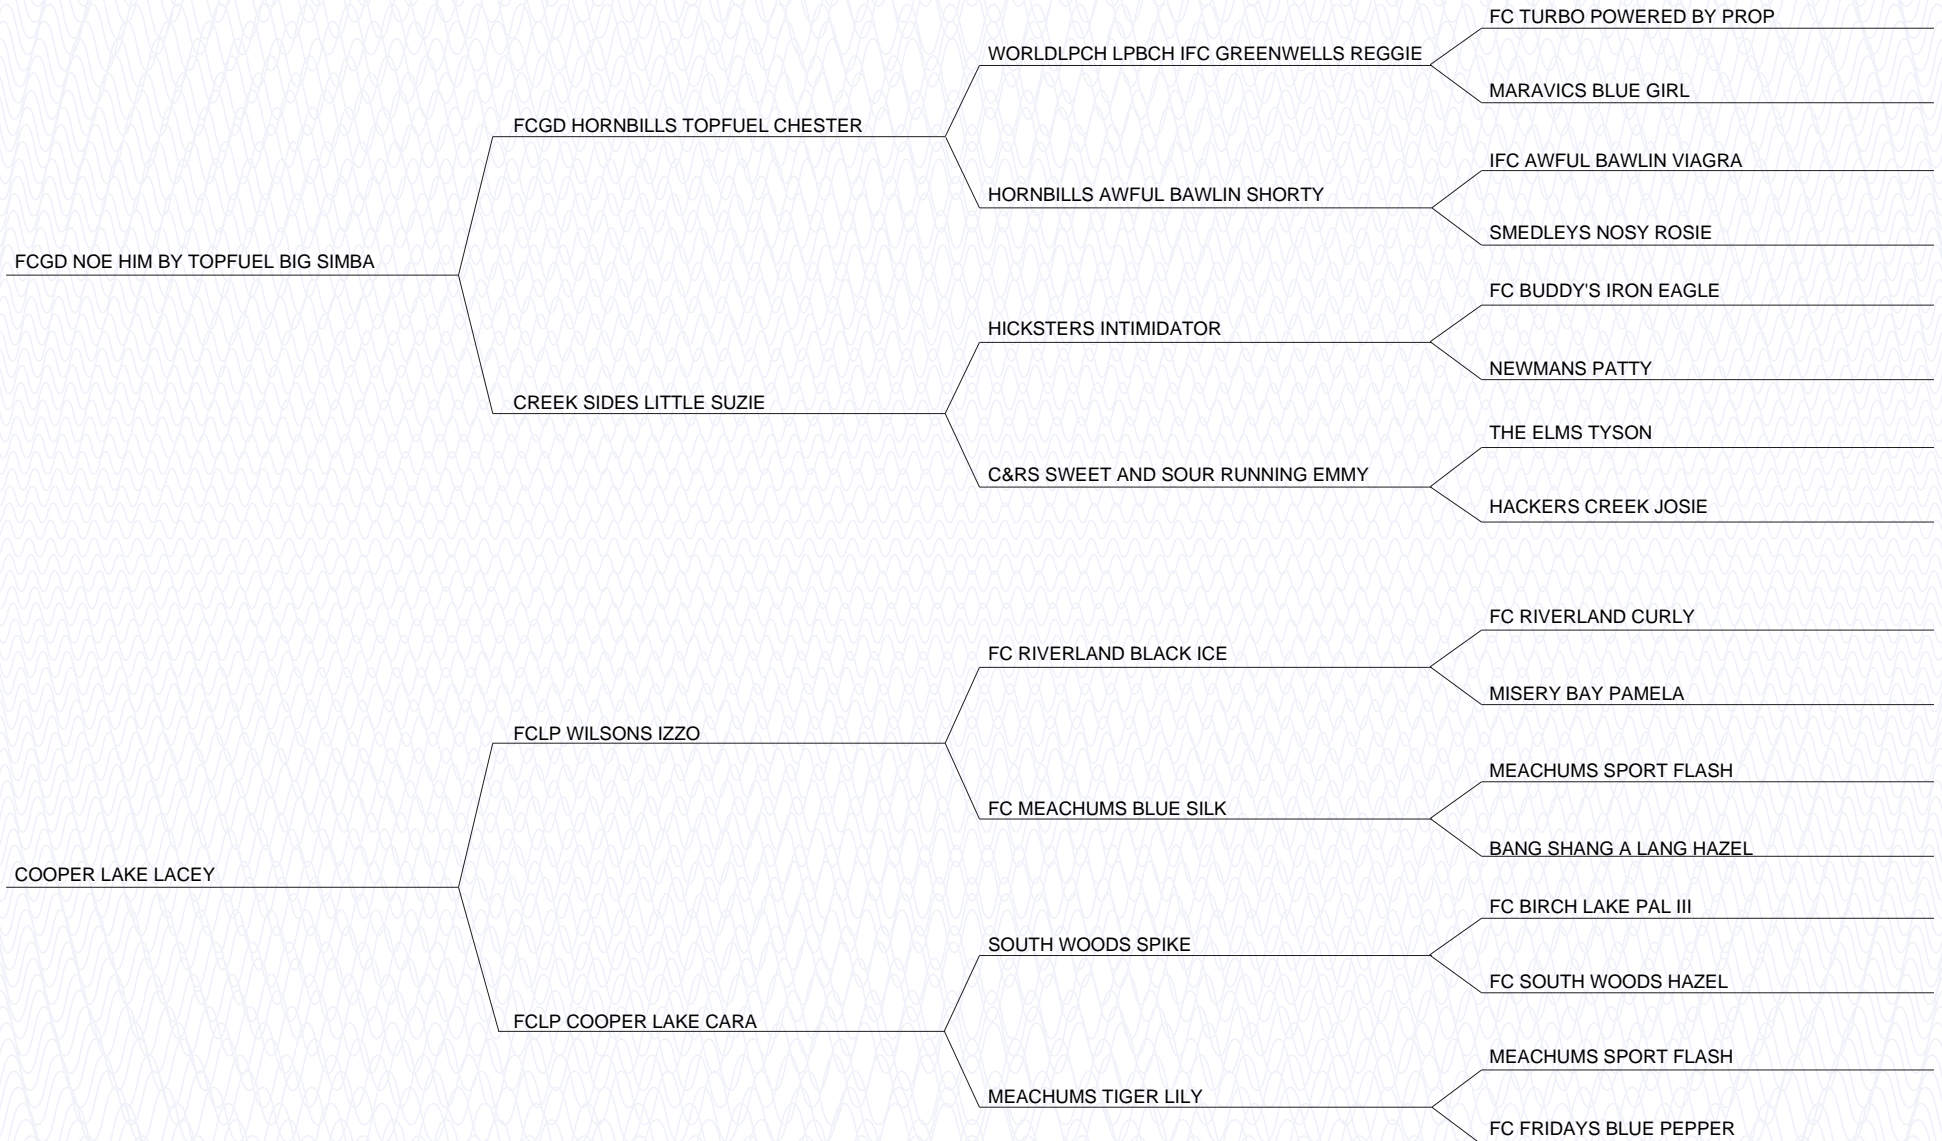 FC TURBO POWERED BY PROP
WORLDLPCH LPBCH IFC GREENWELLS REGGIE
MARAVICS BLUE GIRL
FCGD HORNBILLS TOPFUEL CHESTER
IFC AWFUL BAWLIN VIAGRA
HORNBILLS AWFUL BAWLIN SHORTY
SMEDLEYS NOSY ROSIE
FCGD NOE HIM BY TOPFUEL BIG SIMBA
FC BUDDY'S IRON EAGLE
HICKSTERS INTIMIDATOR
NEWMANS PATTY
CREEK SIDES LITTLE SUZIE
THE ELMS TYSON
C&RS SWEET AND SOUR RUNNING EMMY
HACKERS CREEK JOSIE
FC RIVERLAND CURLY
FC RIVERLAND BLACK ICE
MISERY BAY PAMELA
FCLP WILSONS IZZO
MEACHUMS SPORT FLASH
FC MEACHUMS BLUE SILK
BANG SHANG A LANG HAZEL
COOPER LAKE LACEY
FC BIRCH LAKE PAL III
SOUTH WOODS SPIKE
FC SOUTH WOODS HAZEL
FCLP COOPER LAKE CARA
MEACHUMS SPORT FLASH
MEACHUMS TIGER LILY
FC FRIDAYS BLUE PEPPER